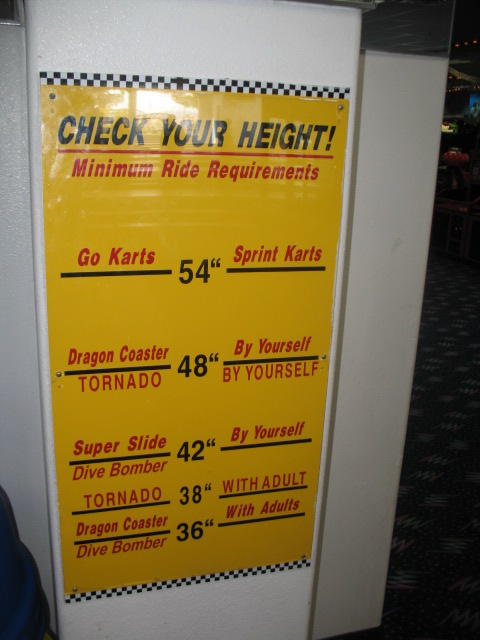 CHECK YOUR HEIGHT!
Minimum Ride Requirements
Go Karts 54" Sprint Karts
Dragon Coaster 48" By Yourself
TORNADO BY YOURSELF
Super Slide 42" By Yourself
Dive Bomber
TORNADO 38" WITH ADULT
Dragon Coaster 36" With Adults
Dive Bomber